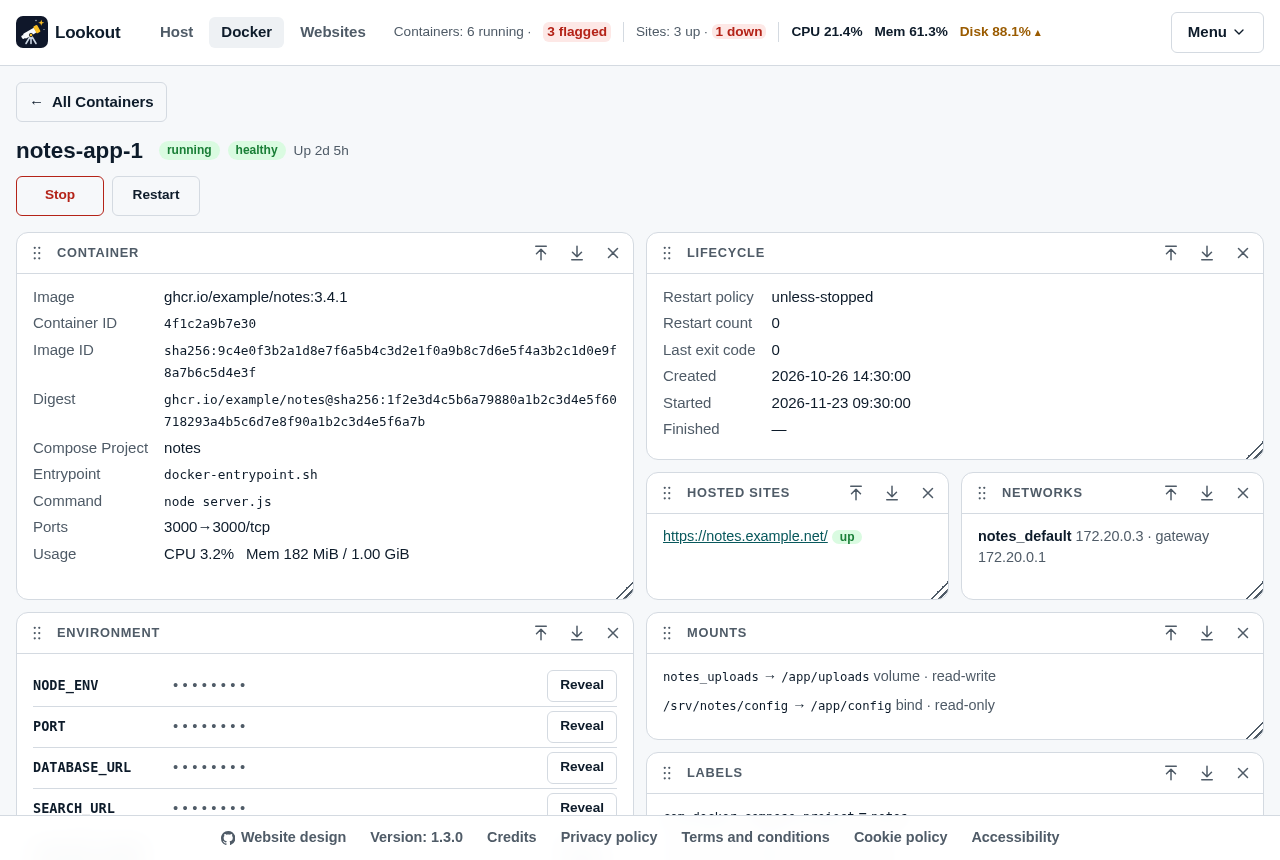 Lookout
Host Docker Websites Containers: 6 running · 3 flagged Sites: 3 up · 1 down CPU 21.4% Mem 61.3% Disk 88.1% ▲ Menu
← All Containers
notes-app-1 running healthy Up 2d 5h
Stop Restart
CONTAINER
Image ghcr.io/example/notes:3.4.1
Container ID 4f1c2a9b7e30
Image ID sha256:9c4e0f3b2a1d8e7f6a5b4c3d2e1f0a9b8c7d6e5f4a3b2c1d0e9f
8a7b6c5d4e3f
Digest ghcr.io/example/notes@sha256:1f2e3d4c5b6a79880a1b2c3d4e5f60
718293a4b5c6d7e8f90a1b2c3d4e5f6a7b
Compose Project notes
Entrypoint docker-entrypoint.sh
Command node server.js
Ports 3000→3000/tcp
Usage CPU 3.2% Mem 182 MiB / 1.00 GiB
LIFECYCLE
Restart policy unless-stopped
Restart count 0
Last exit code 0
Created 2026-10-26 14:30:00
Started 2026-11-23 09:30:00
Finished —
HOSTED SITES
https://notes.example.net/ up
NETWORKS
notes_default 172.20.0.3 · gateway
172.20.0.1
ENVIRONMENT
NODE_ENV •••••••• Reveal
PORT •••••••• Reveal
DATABASE_URL •••••••• Reveal
SEARCH_URL •••••••• Reveal
MOUNTS
notes_uploads → /app/uploads volume · read-write
/srv/notes/config → /app/config bind · read-only
LABELS
Website design Version: 1.3.0 Credits Privacy policy Terms and conditions Cookie policy Accessibility